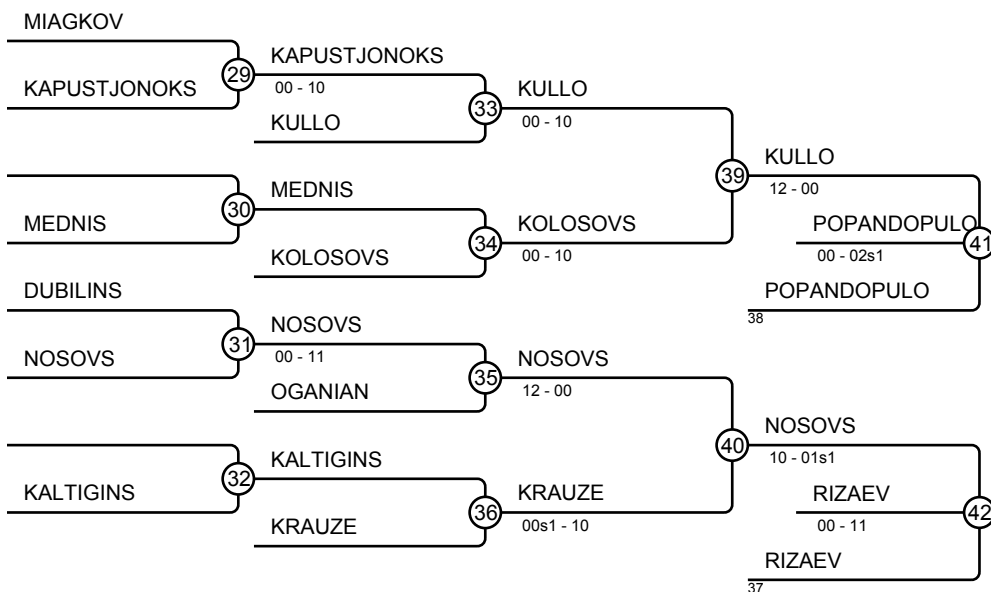 MIAGKOV
KAPUSTJONOKS
29
KAPUSTJONOKS
00 - 10
KULLO
33
KULLO
00 - 10
MEDNIS
30
MEDNIS
KOLOSOVS
34
KOLOSOVS
00 - 10
39
KULLO
12 - 00
POPANDOPULO
00 - 02s1
41
POPANDOPULO
38
DUBILINS
NOSOVS
31
NOSOVS
00 - 11
OGANIAN
35
NOSOVS
12 - 00
KALTIGINS
32
KALTIGINS
KRAUZE
36
KRAUZE
00s1 - 10
40
NOSOVS
10 - 01s1
RIZAEV
00 - 11
42
RIZAEV
37